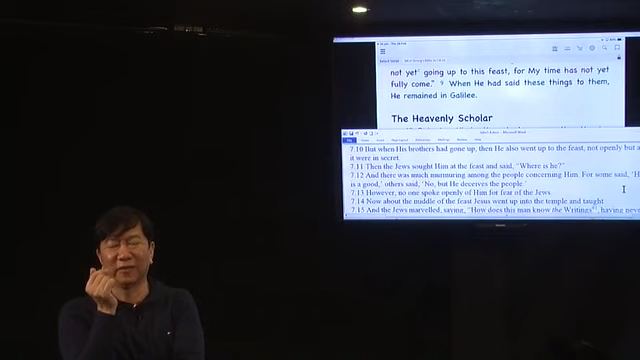 not yet¹ going up to this feast, for My time has not yet
fully come." ⁹ When He had said these things to them,
He remained in Galilee.
The Heavenly Scholar
7.10 But when His brothers had gone up, then He also went up to the feast, not openly but a
it were in secret.
7.11 Then the Jews sought Him at the feast and said, "Where is he?"
7.12 And there was much murmuring among the people concerning Him. For some said, 'H
is a good,' others said, 'No, but He deceives the people.'
7.13 However, no one spoke openly of Him for fear of the Jews
7.14 Now about the middle of the feast Jesus went up into the temple and taught
7.15 And the Jews marvelled, saying, "How does this man know the Writings", having neve